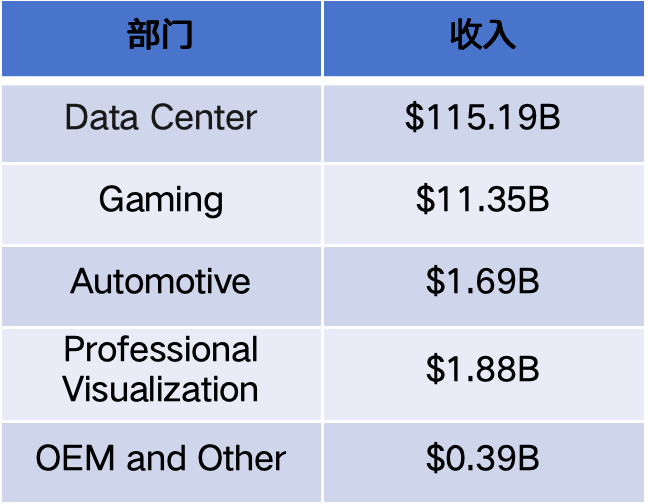 部门 收入
Data Center $115.19B
Gaming $11.35B
Automotive $1.69B
Professional
Visualization $1.88B
OEM and Other $0.39B